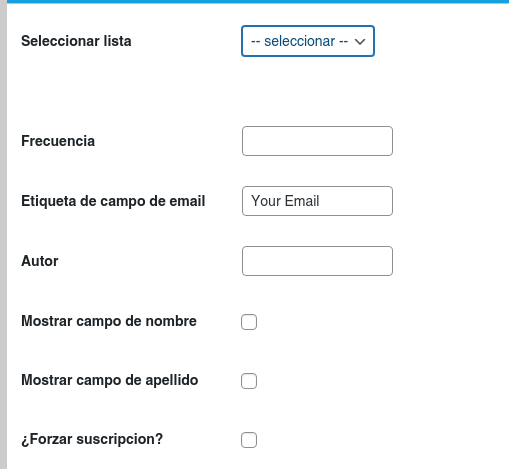 Seleccionar lista
-- seleccionar --
Frecuencia
Etiqueta de campo de email
Your Email
Autor
Mostrar campo de nombre
Mostrar campo de apellido
¿Forzar suscripcion?